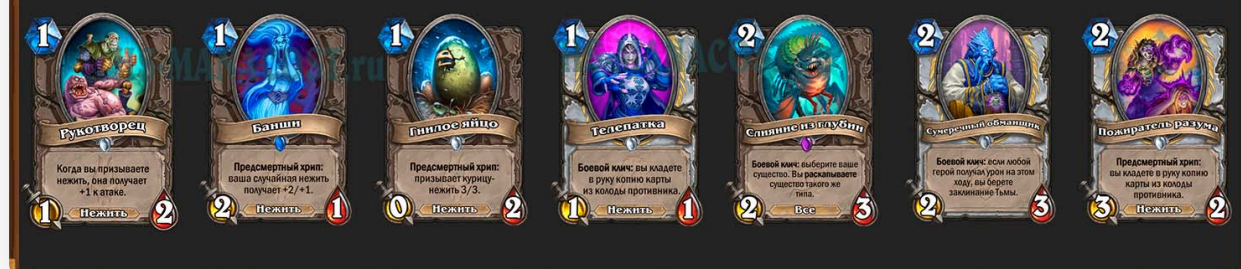 1
Рукотворец
Когда вы призываете
нежить, она получает
+1 к атаке.
1
Нежить
2
1
Банши
Предсмертный хрип:
ваша случайная нежить
получает +2/+1.
2
Нежить
1
1
Гнилое яйцо
Предсмертный хрип:
призывает курицу-
нежить 3/3.
0
Нежить
2
1
Телепатка
Боевой клич: вы кладете
в руку копию карты
из колоды противника.
1
Нежить
1
2
Слияние из глубин
Боевой клич: выберите ваше
существо. Вы раскапываете
существо такого же
типа.
2
Все
3
2
Сумеречный обманщик
Боевой клич: если любой
герой получал урон на этом
ходу, вы берете
заклинание Тьмы.
2
3
2
Пожиратель разума
Предсмертный хрип:
вы кладете в руку копию
карты из колоды
противника.
3
Нежить
2